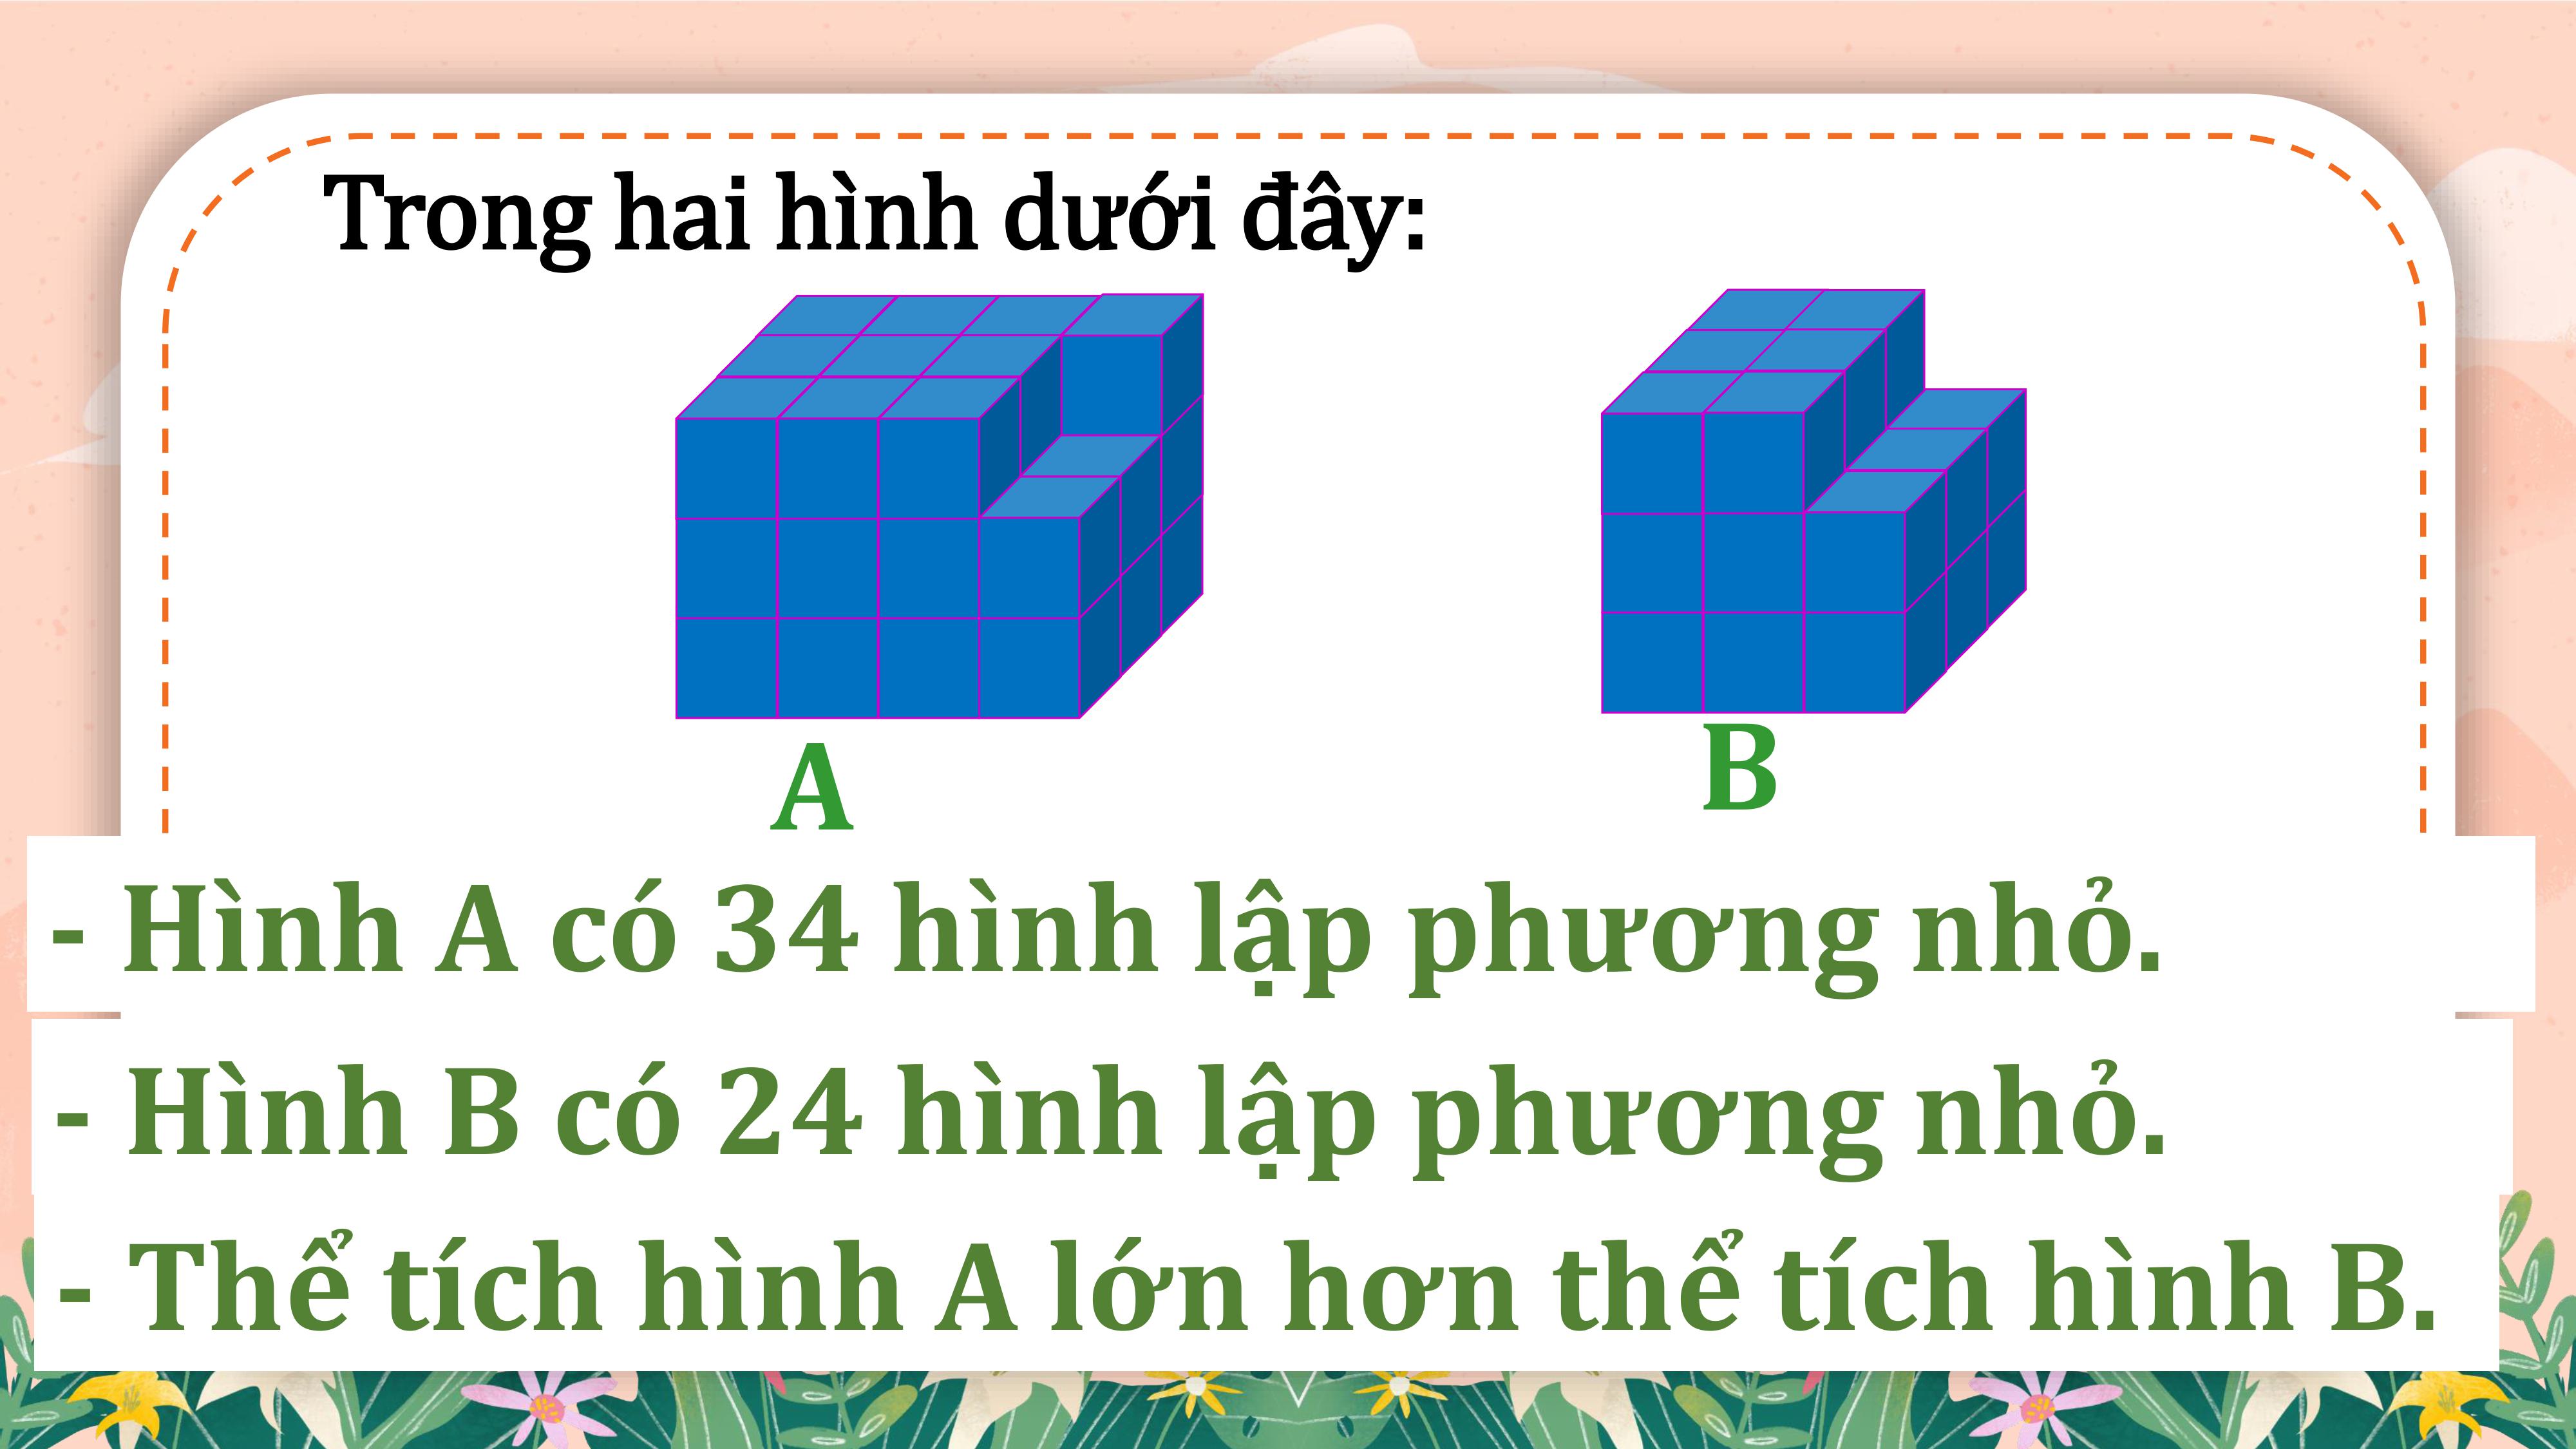 Trong hai hình dưới đây:
A
B
- Hình A có 34 hình lập phương nhỏ.
- Hình B có 24 hình lập phương nhỏ.
- Thể tích hình A lớn hơn thể tích hình B.